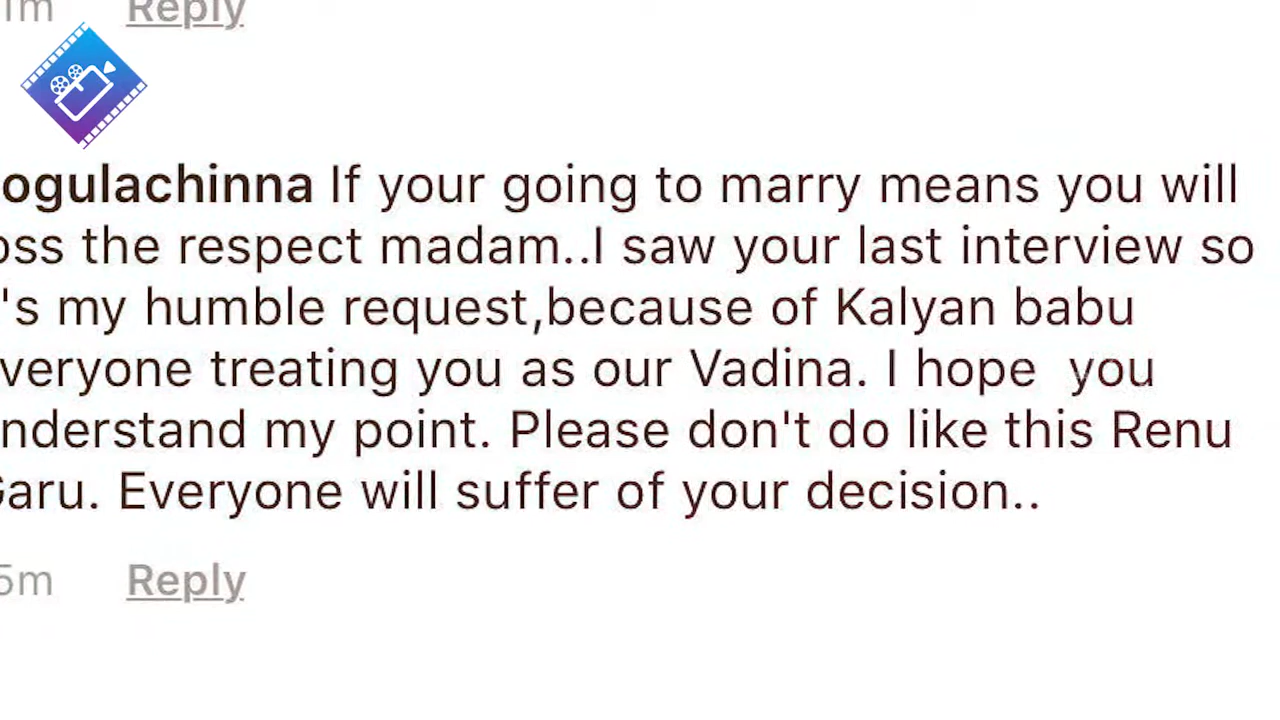 1m Reply
ogulachinna If your going to marry means you will
oss the respect madam..I saw your last interview so
's my humble request,because of Kalyan babu
veryone treating you as our Vadina. I hope you
nderstand my point. Please don't do like this Renu
Garu. Everyone will suffer of your decision..
5m Reply